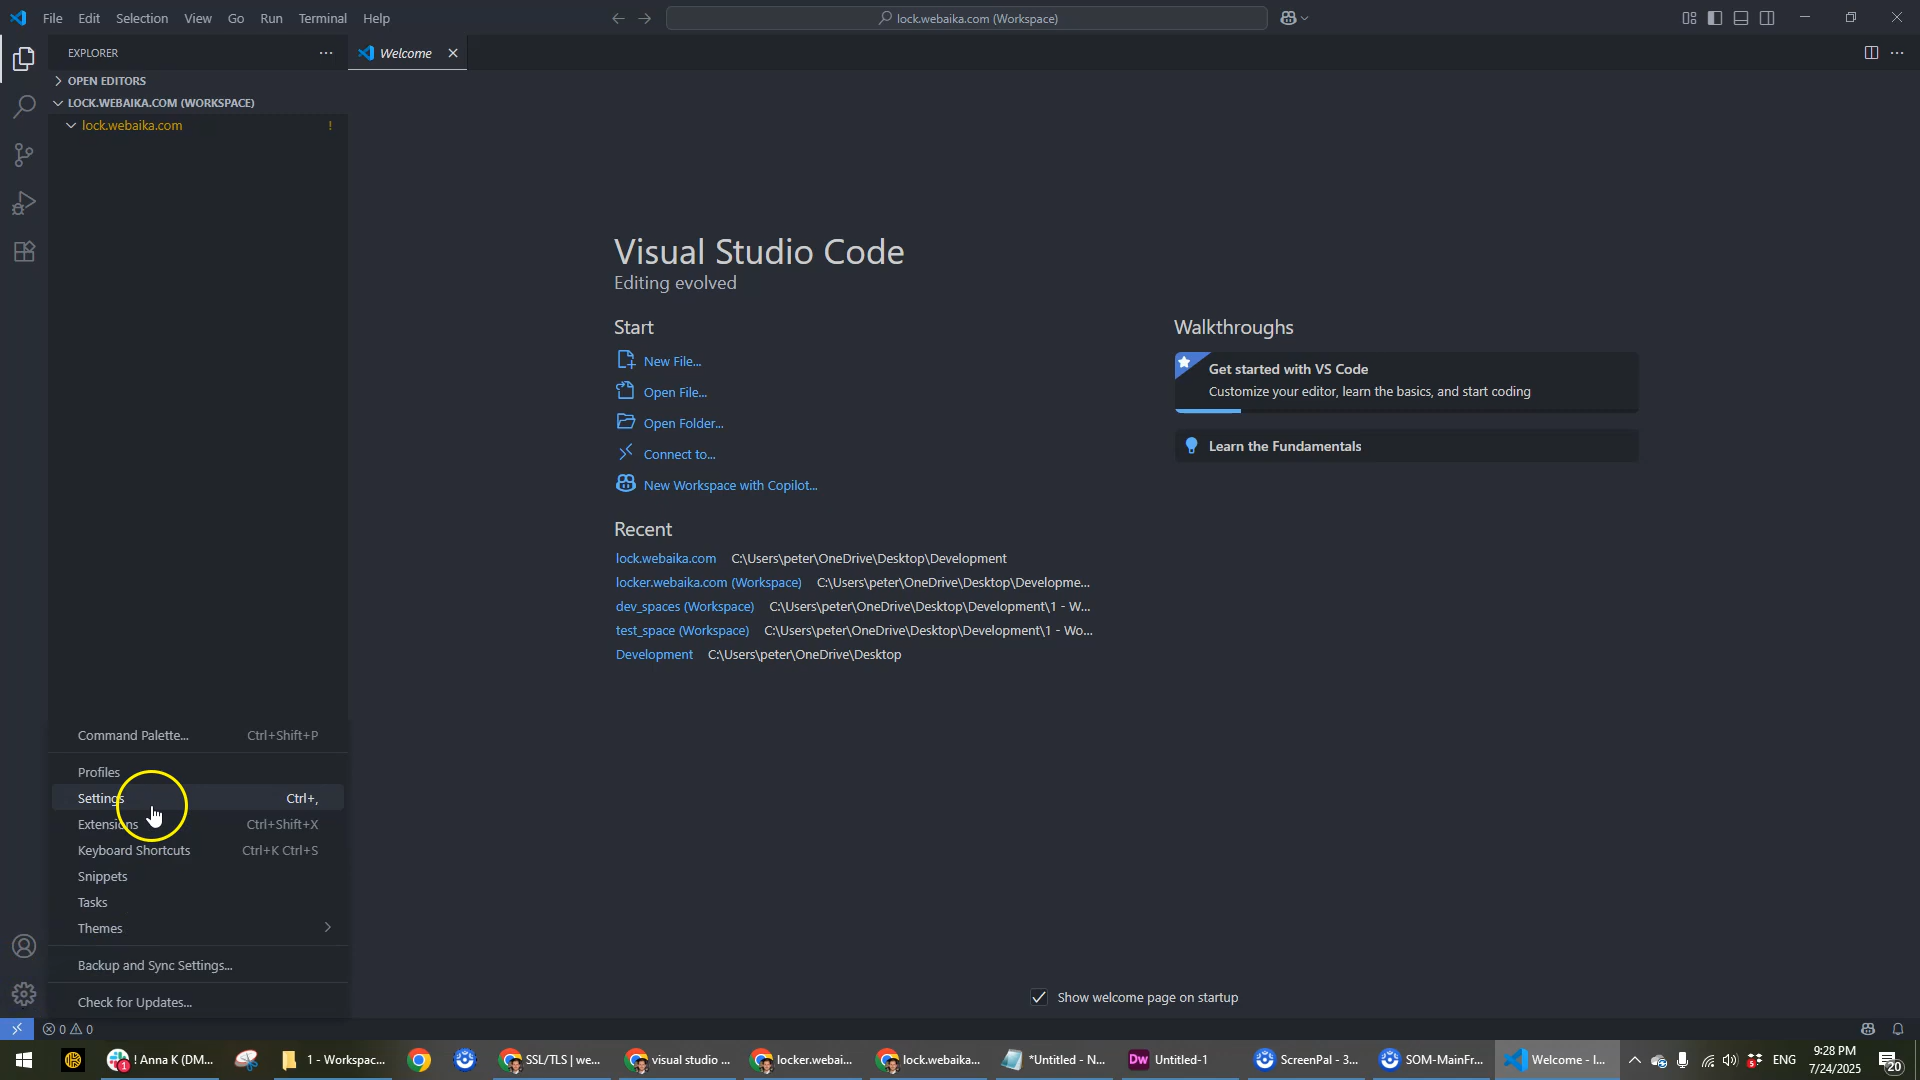 File Edit Selection View Go Run Terminal Help
lock.webaika.com (Workspace)
EXPLORER
Welcome
OPEN EDITORS
LOCK.WEBAIKA.COM (WORKSPACE)
lock.webaika.com !
Visual Studio Code
Editing evolved
Start
New File...
Open File...
Open Folder...
Connect to...
New Workspace with Copilot...
Walkthroughs
Get started with VS Code
Customize your editor, learn the basics, and start coding
Learn the Fundamentals
Recent
lock.webaika.com C:\Users\peter\OneDrive\Desktop\Development
locker.webaika.com (Workspace) C:\Users\peter\OneDrive\Desktop\Developme...
dev_spaces (Workspace) C:\Users\peter\OneDrive\Desktop\Development\1 - W...
test_space (Workspace) C:\Users\peter\OneDrive\Desktop\Development\1 - Wo...
Development C:\Users\peter\OneDrive\Desktop
Command Palette... Ctrl+Shift+P
Profiles
Settings Ctrl+,
Extensions Ctrl+Shift+X
Keyboard Shortcuts Ctrl+K Ctrl+S
Snippets
Tasks
Themes
Backup and Sync Settings...
Check for Updates...
Show welcome page on startup
0 0
! Anna K (DM... 1 - Workspac... SSL/TLS | we... visual studio ... locker.webai... lock.webaika... *Untitled - N... Dw Untitled-1 ScreenPal - 3... SOM-MainFr... Welcome - l... ENG
9:28 PM
7/24/2025
20